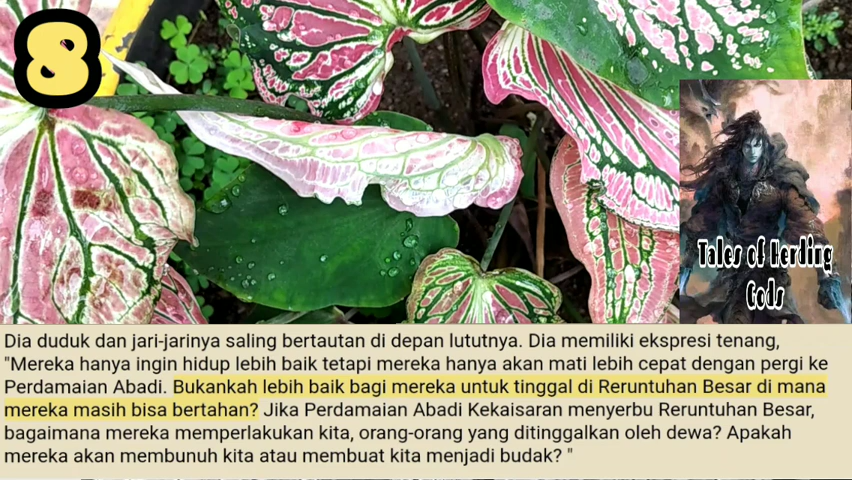 8
Tales of Herding
Gods
Dia duduk dan jari-jarinya saling bertautan di depan lututnya. Dia memiliki ekspresi tenang,
"Mereka hanya ingin hidup lebih baik tetapi mereka hanya akan mati lebih cepat dengan pergi ke
Perdamaian Abadi. Bukankah lebih baik bagi mereka untuk tinggal di Reruntuhan Besar di mana
mereka masih bisa bertahan? Jika Perdamaian Abadi Kekaisaran menyerbu Reruntuhan Besar,
bagaimana mereka memperlakukan kita, orang-orang yang ditinggalkan oleh dewa? Apakah
mereka akan membunuh kita atau membuat kita menjadi budak? "